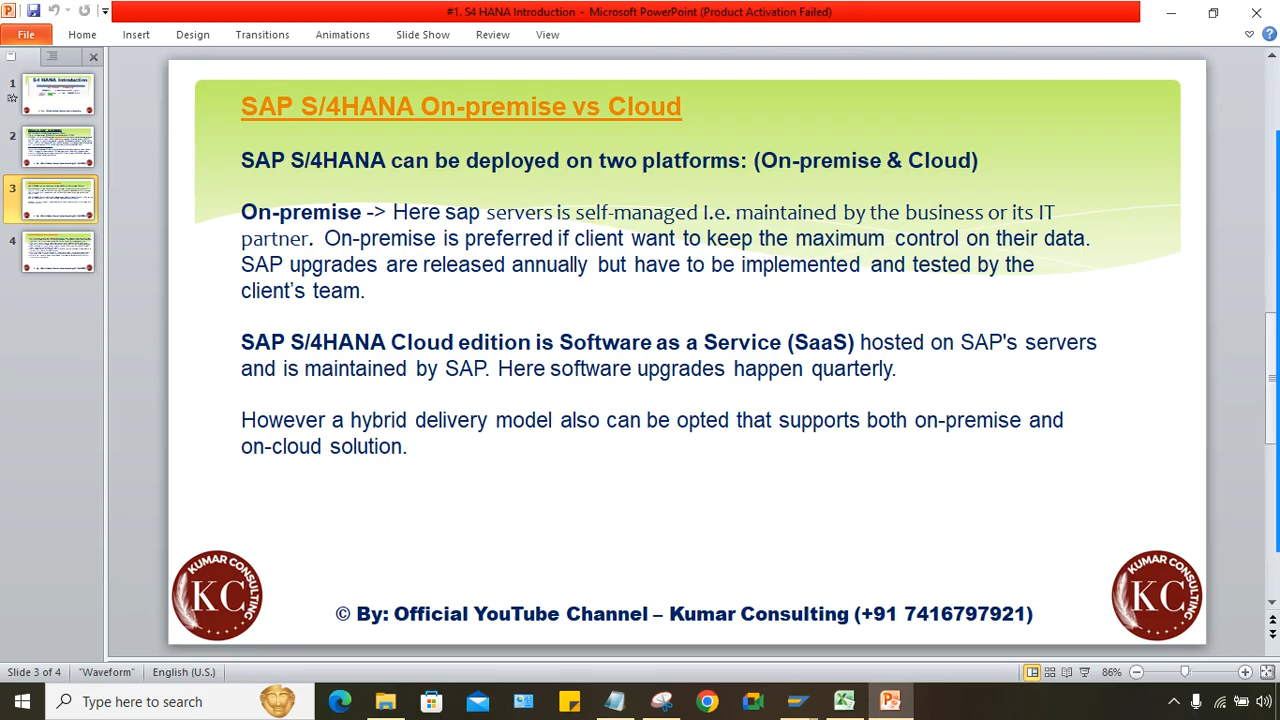 #1. S4 HANA Introduction - Microsoft PowerPoint (Product Activation Failed)
File Home Insert Design Transitions Animations Slide Show Review View
1
2
3
4
SAP S/4HANA On-premise vs Cloud
SAP S/4HANA can be deployed on two platforms: (On-premise & Cloud)
On-premise -> Here sap servers is self-managed I.e. maintained by the business or its IT
partner. On-premise is preferred if client want to keep the maximum control on their data.
SAP upgrades are released annually but have to be implemented and tested by the
client's team.
SAP S/4HANA Cloud edition is Software as a Service (SaaS) hosted on SAP's servers
and is maintained by SAP. Here software upgrades happen quarterly.
However a hybrid delivery model also can be opted that supports both on-premise and
on-cloud solution.
KUMAR CONSULTING
KC
KUMAR CONSULTING
KC
© By: Official YouTube Channel – Kumar Consulting (+91 7416797921)
Slide 3 of 4 "Waveform" English (U.S.) 86%
Type here to search